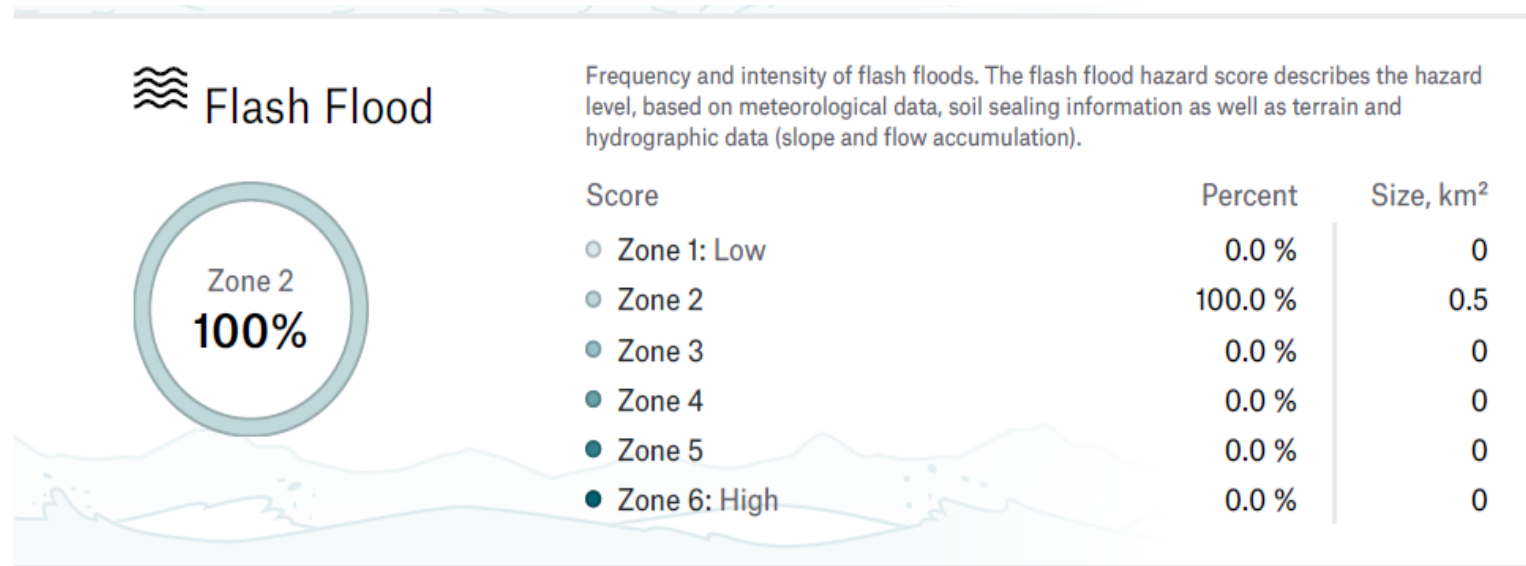 Flash Flood
Frequency and intensity of flash floods. The flash flood hazard score describes the hazard
level, based on meteorological data, soil sealing information as well as terrain and
hydrographic data (slope and flow accumulation).
Zone 2
100%
Score Percent Size, km²
Zone 1: Low 0.0 % 0
Zone 2 100.0 % 0.5
Zone 3 0.0 % 0
Zone 4 0.0 % 0
Zone 5 0.0 % 0
Zone 6: High 0.0 % 0